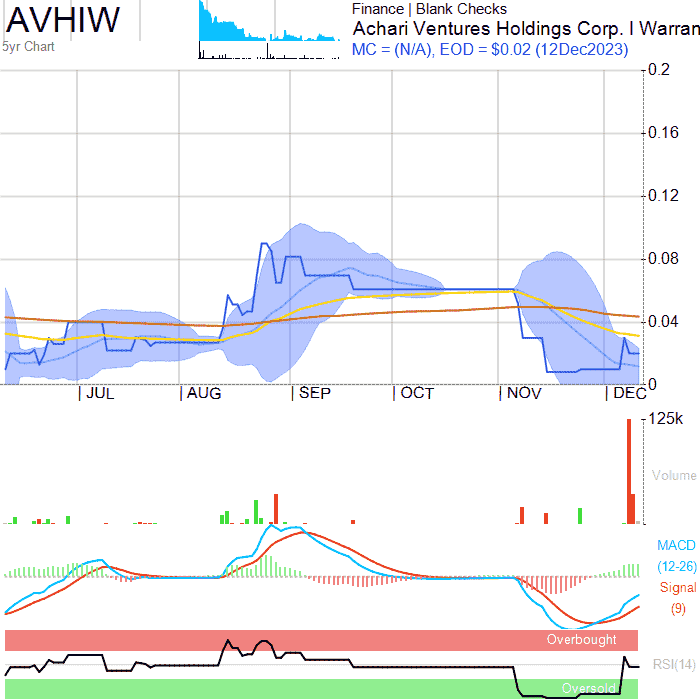 AVHIW
5yr Chart
Finance | Blank Checks
Achari Ventures Holdings Corp. I Warran
MC = (N/A), EOD = $0.02 (12Dec2023)
0.2
0.16
0.12
0.08
0.04
0
| JUL | AUG | SEP | OCT | NOV | DEC
125k
Volume
MACD
(12-26)
Signal
(9)
Overbought
RSI(14)
Oversold